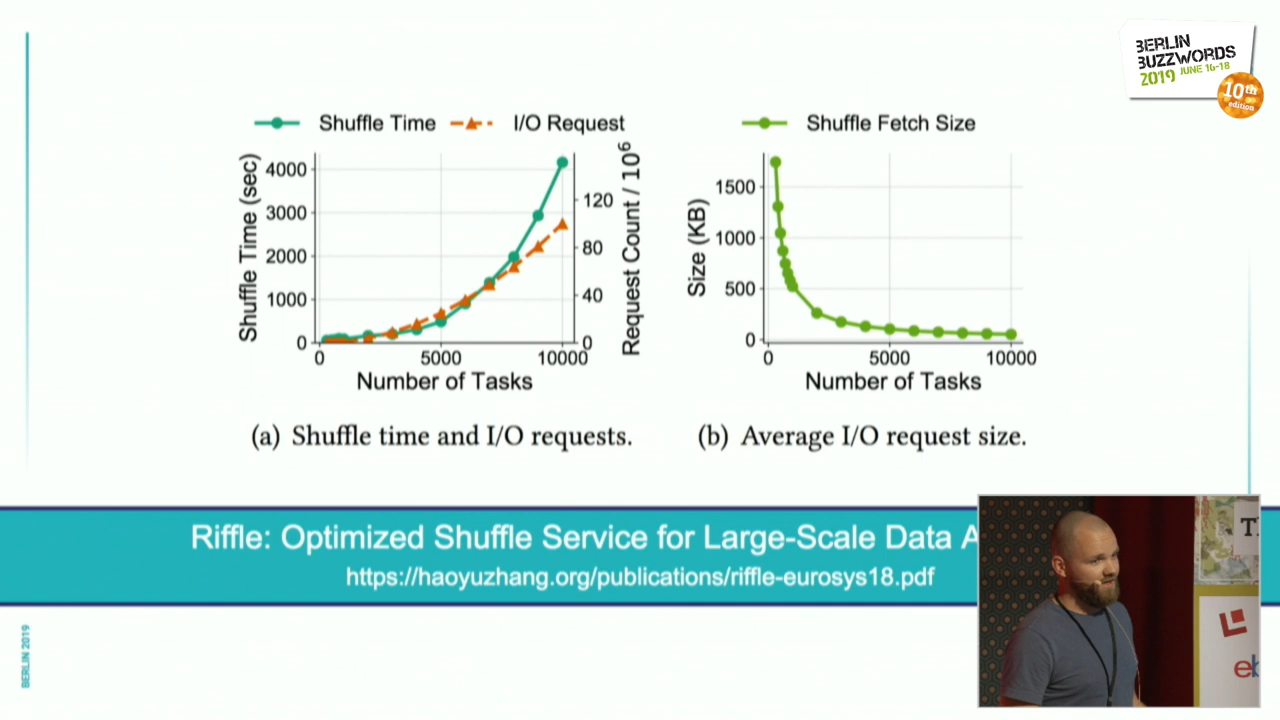 BERLIN
BUZZWORDS
2019 JUNE 16-18
10th
edition
Shuffle Time
I/O Request
Shuffle Time (sec)
4000
3000
2000
1000
0
Request Count / 10⁶
120
80
40
0
0
5000
10000
Number of Tasks
(a) Shuffle time and I/O requests.
Shuffle Fetch Size
Size (KB)
1500
1000
500
0
0
5000
10000
Number of Tasks
(b) Average I/O request size.
Riffle: Optimized Shuffle Service for Large-Scale Data A
https://haoyuzhang.org/publications/riffle-eurosys18.pdf
BERLIN 2019